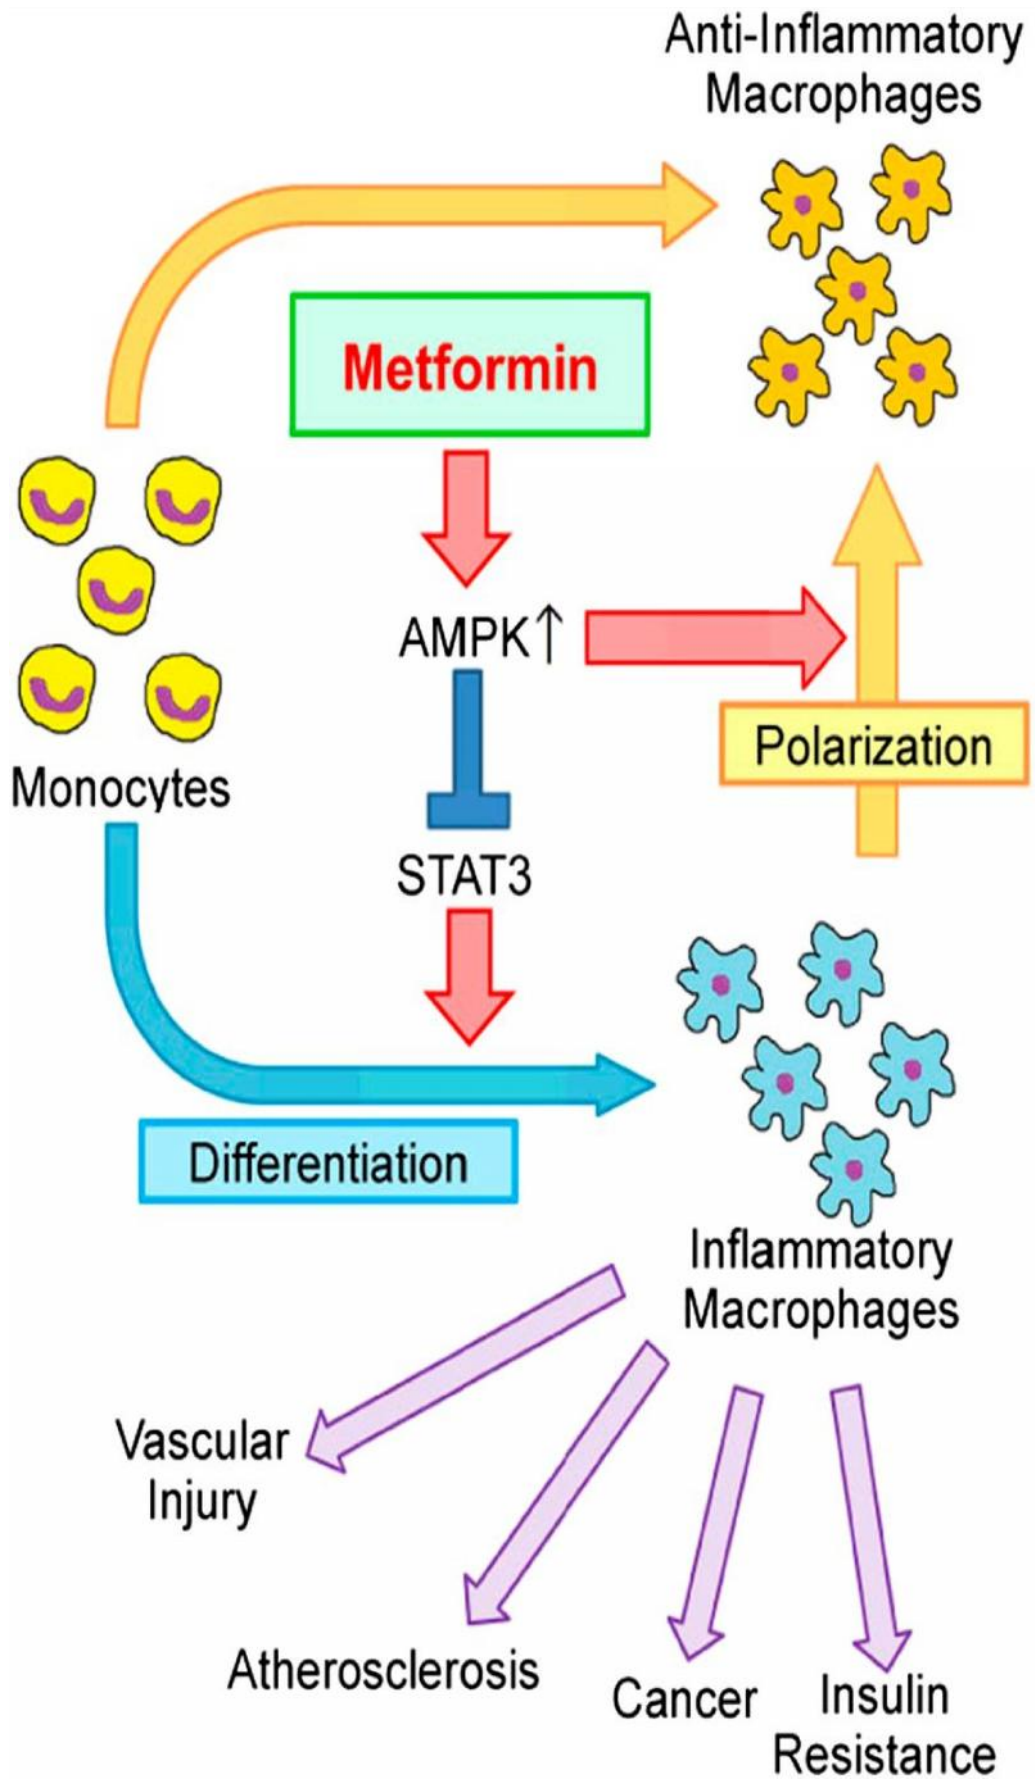 Anti-Inflammatory
Macrophages
Metformin
AMPK↑
Polarization
Monocytes
STAT3
Differentiation
Inflammatory
Macrophages
Vascular
Injury
Atherosclerosis
Cancer
Insulin
Resistance